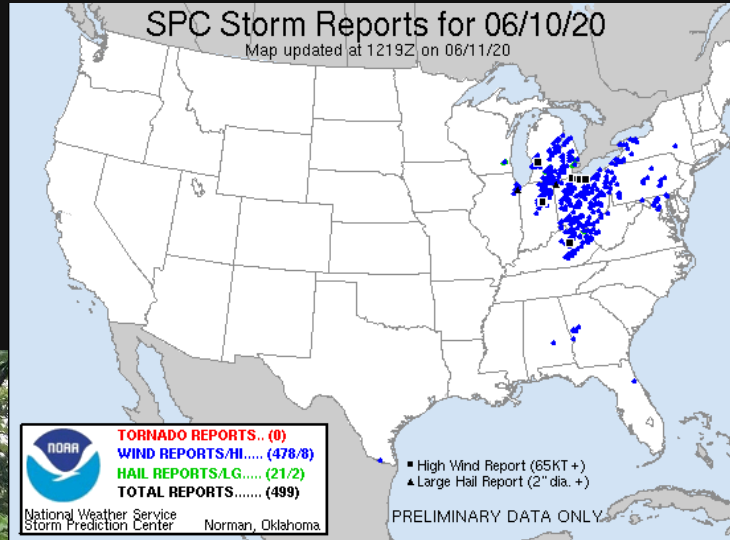 SPC Storm Reports for 06/10/20
Map updated at 1219Z on 06/11/20
NOAA
TORNADO REPORTS.. (0)
WIND REPORTS/HI..... (478/8)
HAIL REPORTS/LG..... (21/2)
TOTAL REPORTS....... (499)
National Weather Service
Storm Prediction Center Norman, Oklahoma
High Wind Report (65KT +)
Large Hail Report (2" dia. +)
PRELIMINARY DATA ONLY